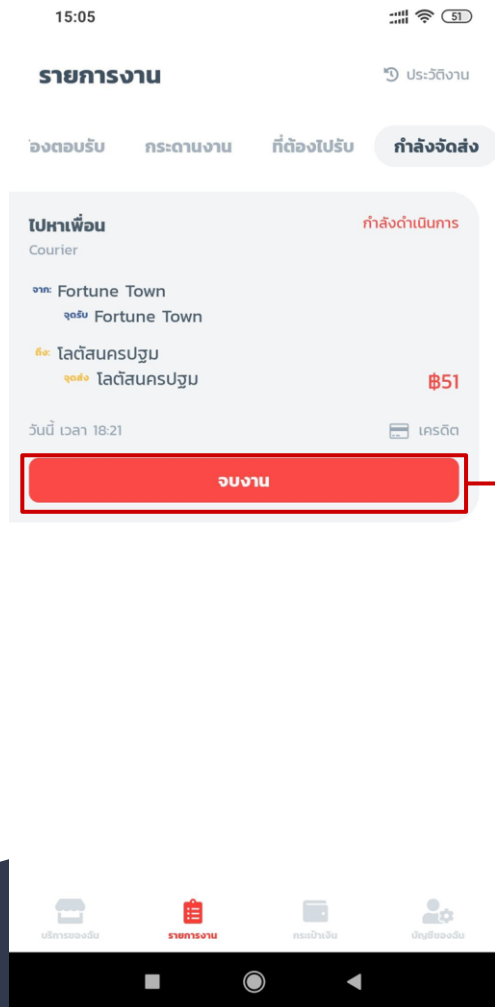 15:05
51
รายการงาน
ประวัติงาน
้องตอบรับ กระดานงาน ที่ต้องไปรับ กำลังจัดส่ง
ไปหาเพื่อน
กำลังดำเนินการ
Courier
จาก: Fortune Town
จุดรับ Fortune Town
ถึง: โลตัสนครปฐม
จุดส่ง โลตัสนครปฐม
฿51
วันนี้ เวลา 18:21
เครดิต
จบงาน
บริการของฉัน รายการงาน กระเป๋าเงิน บัญชีของฉัน